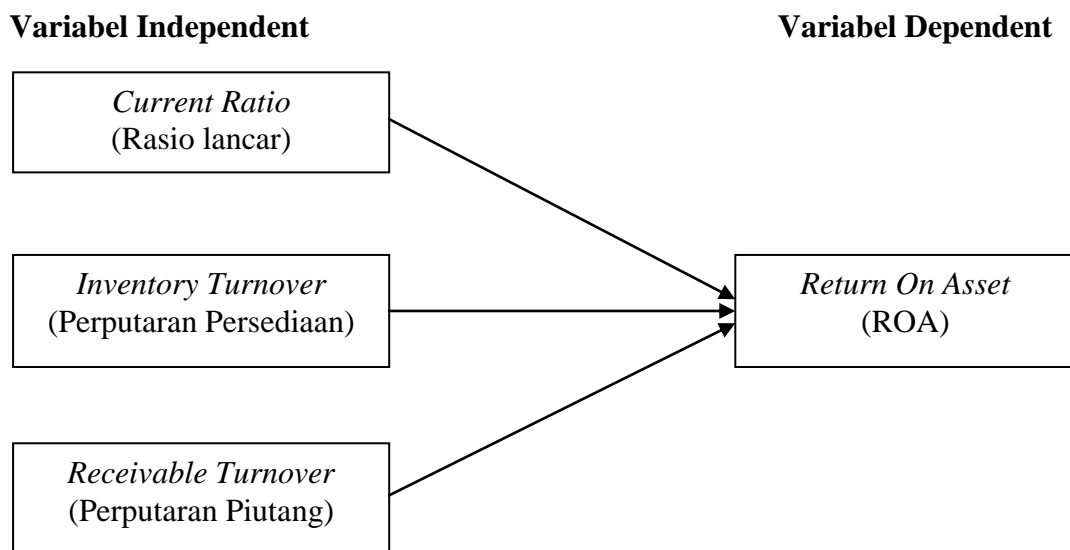 Variabel Independent
Variabel Dependent
Current Ratio
(Rasio lancar)
Inventory Turnover
(Perputaran Persediaan)
Return On Asset
(ROA)
Receivable Turnover
(Perputaran Piutang)